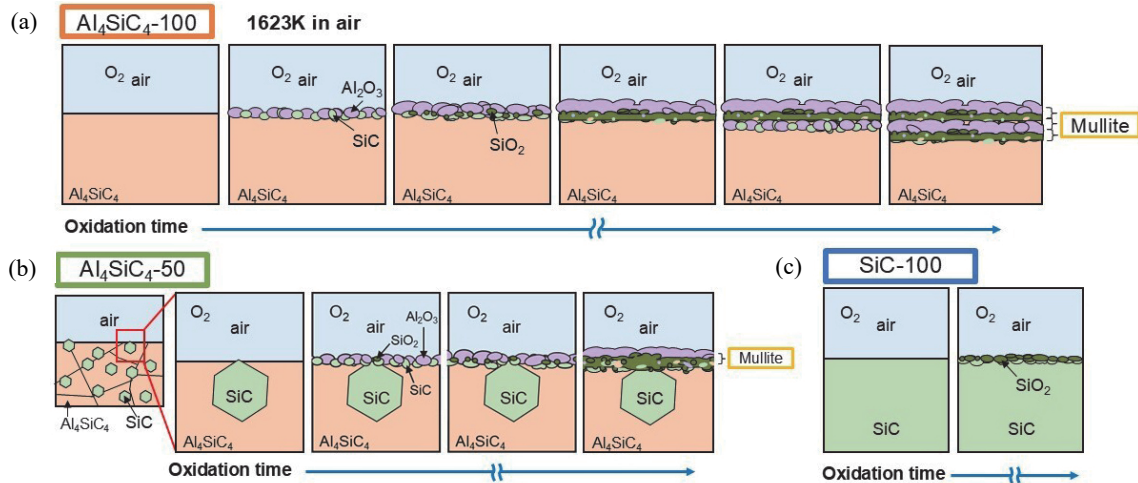 (a) Al₄SiC₄-100 1623K in air
O₂ air O₂ air O₂ air O₂ air O₂ air O₂ air
Al₂O₃
SiC SiO₂ Mullite
Al₄SiC₄ Al₄SiC₄ Al₄SiC₄ Al₄SiC₄ Al₄SiC₄ Al₄SiC₄
Oxidation time
(b) Al₄SiC₄-50
air O₂ air O₂ air O₂ air O₂ air
SiO₂ Al₂O₃
Mullite
SiC SiC SiC SiC SiC
Al₄SiC₄ SiC
Al₄SiC₄ Al₄SiC₄ Al₄SiC₄ Al₄SiC₄
Oxidation time
(c) SiC-100
O₂ air O₂ air
SiO₂
SiC SiC
Oxidation time